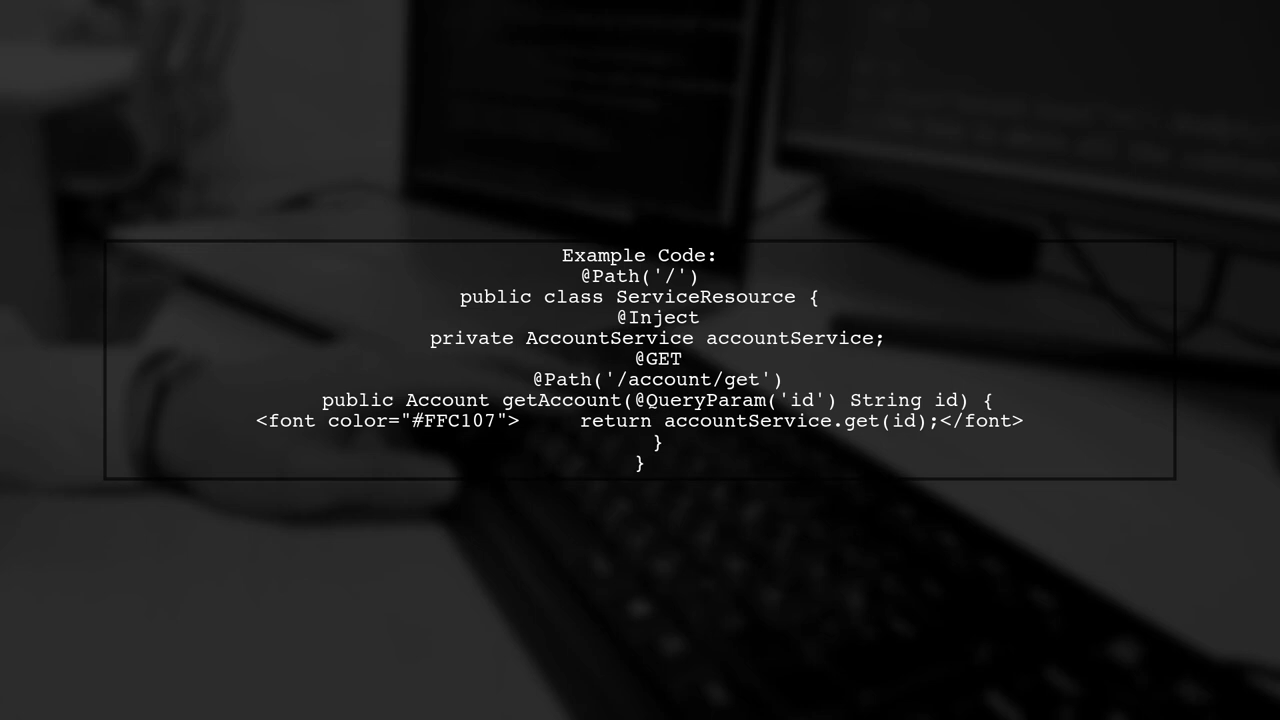 Example Code:
@Path('/')
public class ServiceResource {
@Inject
private AccountService accountService;
@GET
@Path('/account/get')
public Account getAccount(@QueryParam('id') String id) {
<font color="#FFC107">     return accountService.get(id);</font>
}
}